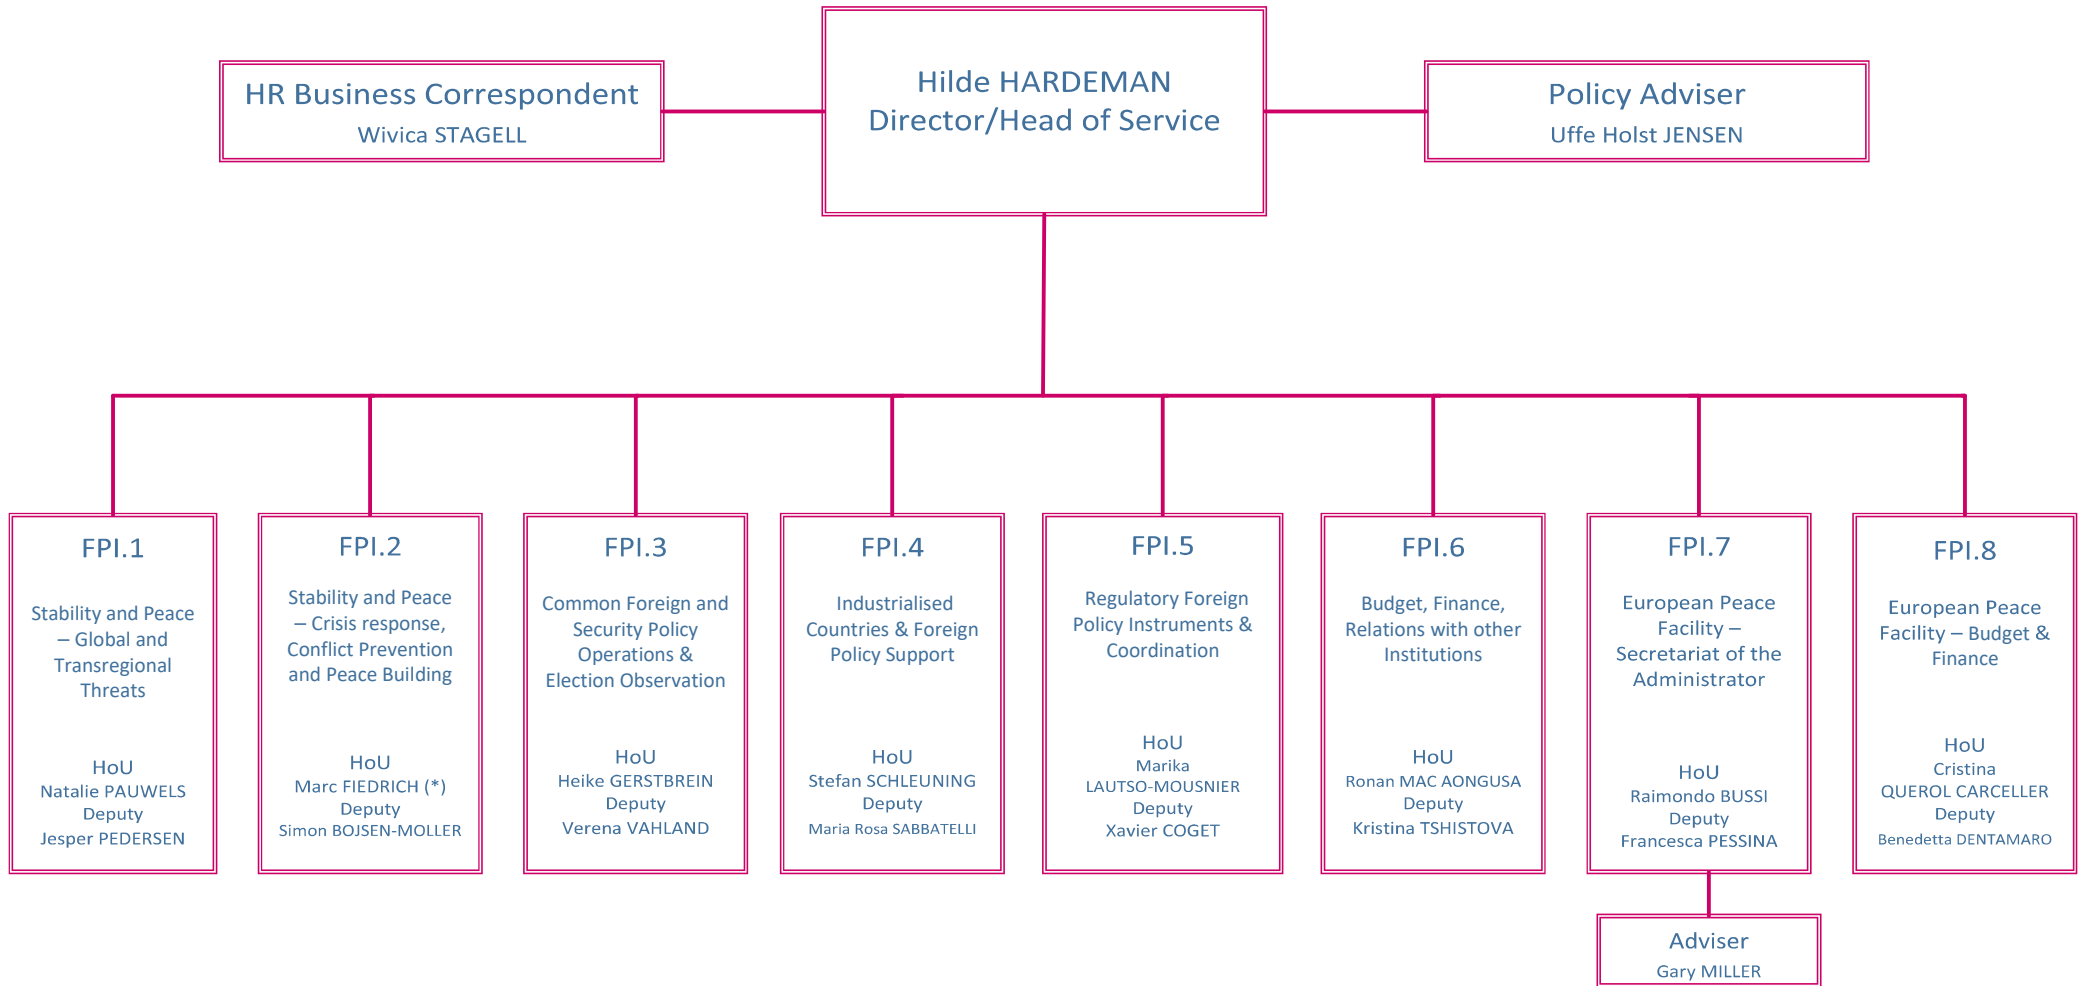 Hilde HARDEMAN
Director/Head of Service
HR Business Correspondent
Wivica STAGELL
Policy Adviser
Uffe Holst JENSEN
FPI.1
Stability and Peace
– Global and
Transregional
Threats
HoU
Natalie PAUWELS
Deputy
Jesper PEDERSEN
FPI.2
Stability and Peace
– Crisis response,
Conflict Prevention
and Peace Building
HoU
Marc FIEDRICH (*)
Deputy
Simon BOJSEN-MOLLER
FPI.3
Common Foreign and
Security Policy
Operations &
Election Observation
HoU
Heike GERSTBREIN
Deputy
Verena VAHLAND
FPI.4
Industrialised
Countries & Foreign
Policy Support
HoU
Stefan SCHLEUNING
Deputy
Maria Rosa SABBATELLI
FPI.5
Regulatory Foreign
Policy Instruments &
Coordination
HoU
Marika
LAUTSO-MOUSNIER
Deputy
Xavier COGET
FPI.6
Budget, Finance,
Relations with other
Institutions
HoU
Ronan MAC AONGUSA
Deputy
Kristina TSHISTOVA
FPI.7
European Peace
Facility –
Secretariat of the
Administrator
HoU
Raimondo BUSSI
Deputy
Francesca PESSINA
Adviser
Gary MILLER
FPI.8
European Peace
Facility – Budget &
Finance
HoU
Cristina
QUEROL CARCELLER
Deputy
Benedetta DENTAMARO